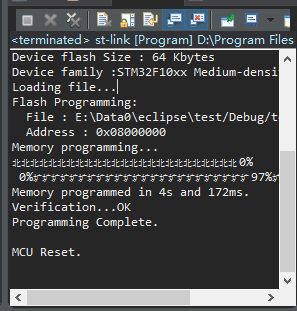 <terminated> st-link [Program] D:\Program Files
Device flash Size : 64 Kbytes
Device family :STM32F10xx Medium-densi
Loading file...
Flash Programming:
File : E:\Data0\eclipse\test/Debug/t
Address : 0x08000000
Memory programming...
0%
0% 97%
Memory programmed in 4s and 172ms.
Verification...OK
Programming Complete.
MCU Reset.